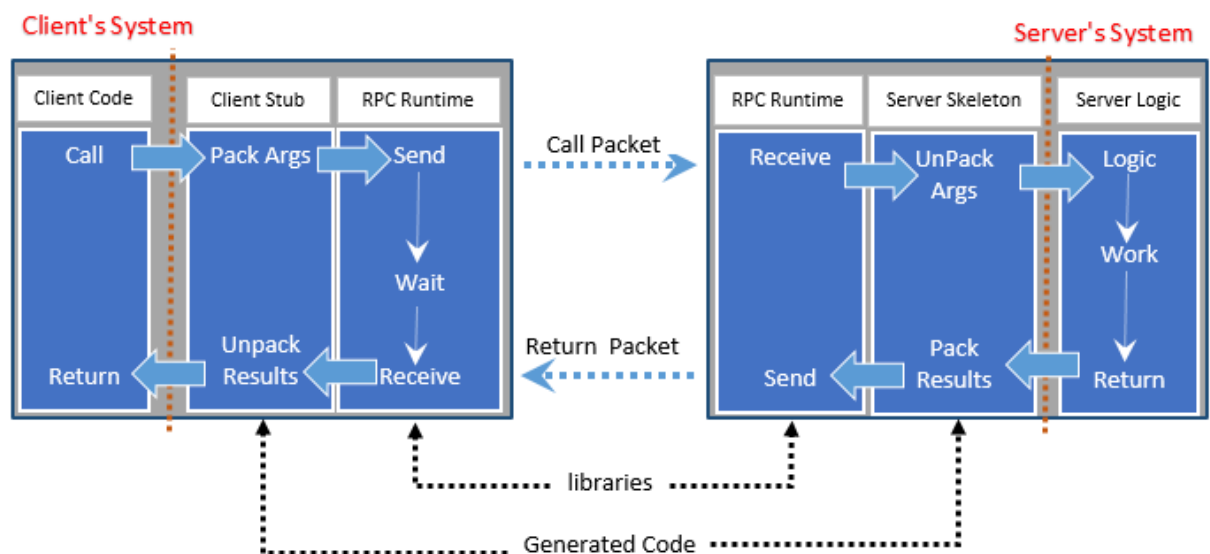 Client's System
Server's System
Client Code
Client Stub
RPC Runtime
RPC Runtime
Server Skeleton
Server Logic
Call
Pack Args
Send
Call Packet
Receive
UnPack
Args
Logic
Wait
Work
Return
Unpack
Results
Receive
Return Packet
Send
Pack
Results
Return
libraries
Generated Code